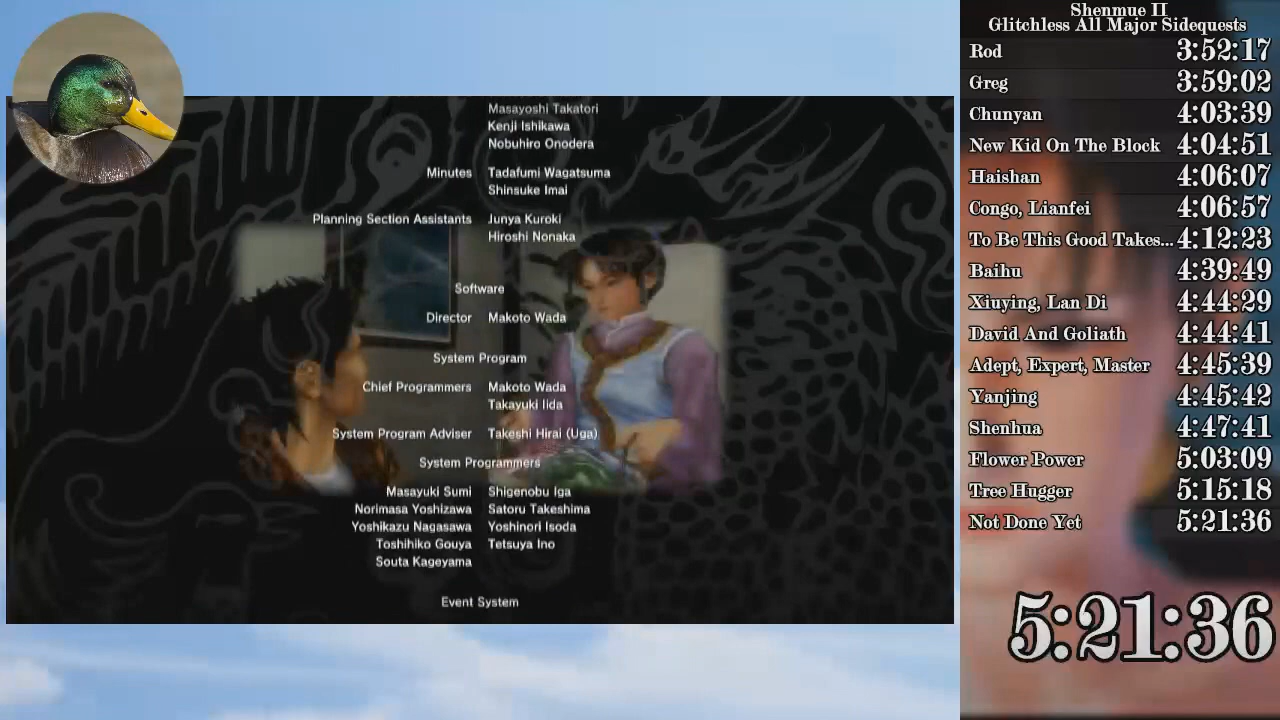 Masayoshi Takatori
Kenji Ishikawa
Nobuhiro Onodera
Minutes Tadafumi Wagatsuma
Shinsuke Imai
Planning Section Assistants Junya Kuroki
Hiroshi Nonaka
Software
Director Makoto Wada
System Program
Chief Programmers Makoto Wada
Takayuki Iida
System Program Adviser Takeshi Hirai (Uga)
System Programmers
Masayuki Sumi Shigenobu Iga
Norimasa Yoshizawa Satoru Takeshima
Yoshikazu Nagasawa Yoshinori Isoda
Toshihiko Gouya Tetsuya Ino
Souta Kageyama
Event System
Shenmue II
Glitchless All Major Sidequests
Rod 3:52:17
Greg 3:59:02
Chunyan 4:03:39
New Kid On The Block 4:04:51
Haishan 4:06:07
Congo, Lianfei 4:06:57
To Be This Good Takes... 4:12:23
Baihu 4:39:49
Xiuying, Lan Di 4:44:29
David And Goliath 4:44:41
Adept, Expert, Master 4:45:39
Yanjing 4:45:42
Shenhua 4:47:41
Flower Power 5:03:09
Tree Hugger 5:15:18
Not Done Yet 5:21:36
5:21:36